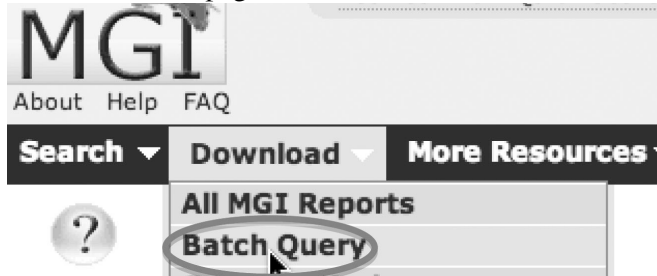 MGI
About Help FAQ
Search Download More Resources
All MGI Reports
?
Batch Query